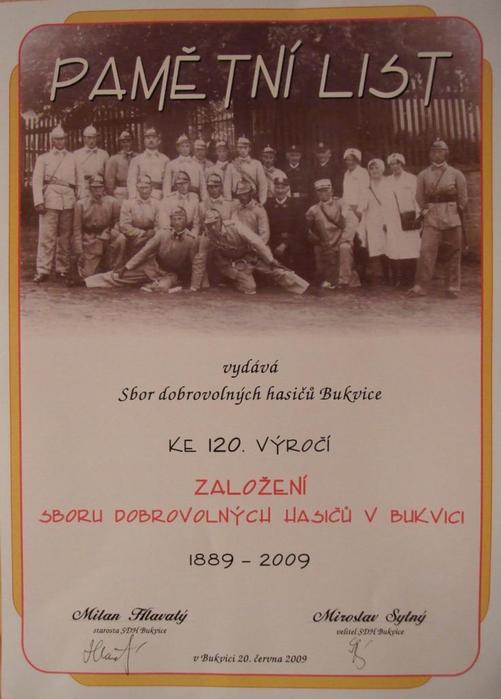 PAMĚTNÍ LIST
vydává
Sbor dobrovolných hasičů Bukvice
KE 120. VÝROČÍ
ZALOŽENÍ
SBORU DOBROVOLNÝCH HASIČŮ V BUKVICI
1889 - 2009
Milan Hlavatý
starosta SDH Bukvice
Miroslav Sytný
velitel SDH Bukvice
v Bukvici 20. června 2009